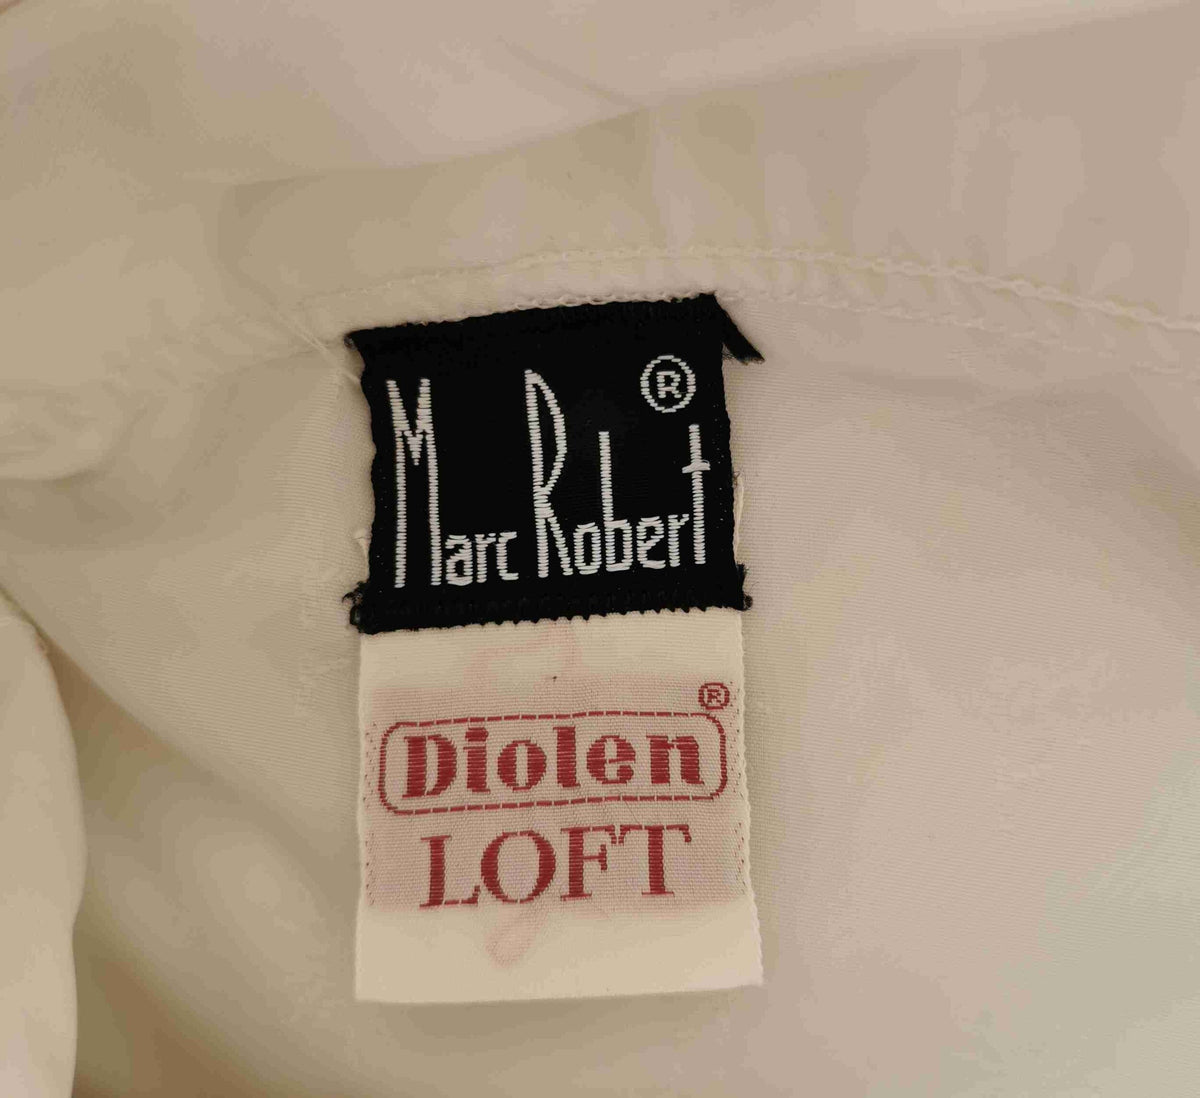 Marc Robert ®
Diolen ®
LOFT